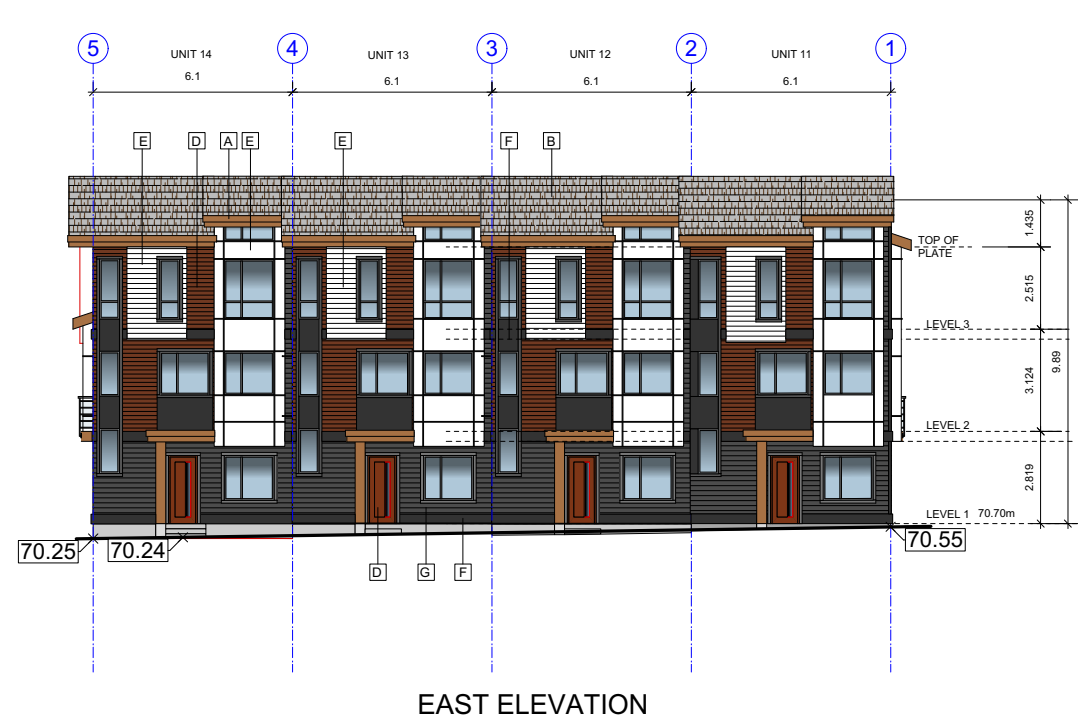 5 4 3 2 1
UNIT 14 UNIT 13 UNIT 12 UNIT 11
6.1 6.1 6.1 6.1
E D A E E F B
1.435
TOP OF
PLATE
2.515
LEVEL 3
9.89
3.124
LEVEL 2
2.819
LEVEL 1 70.70m
70.25 70.24 70.55
D G F
EAST ELEVATION